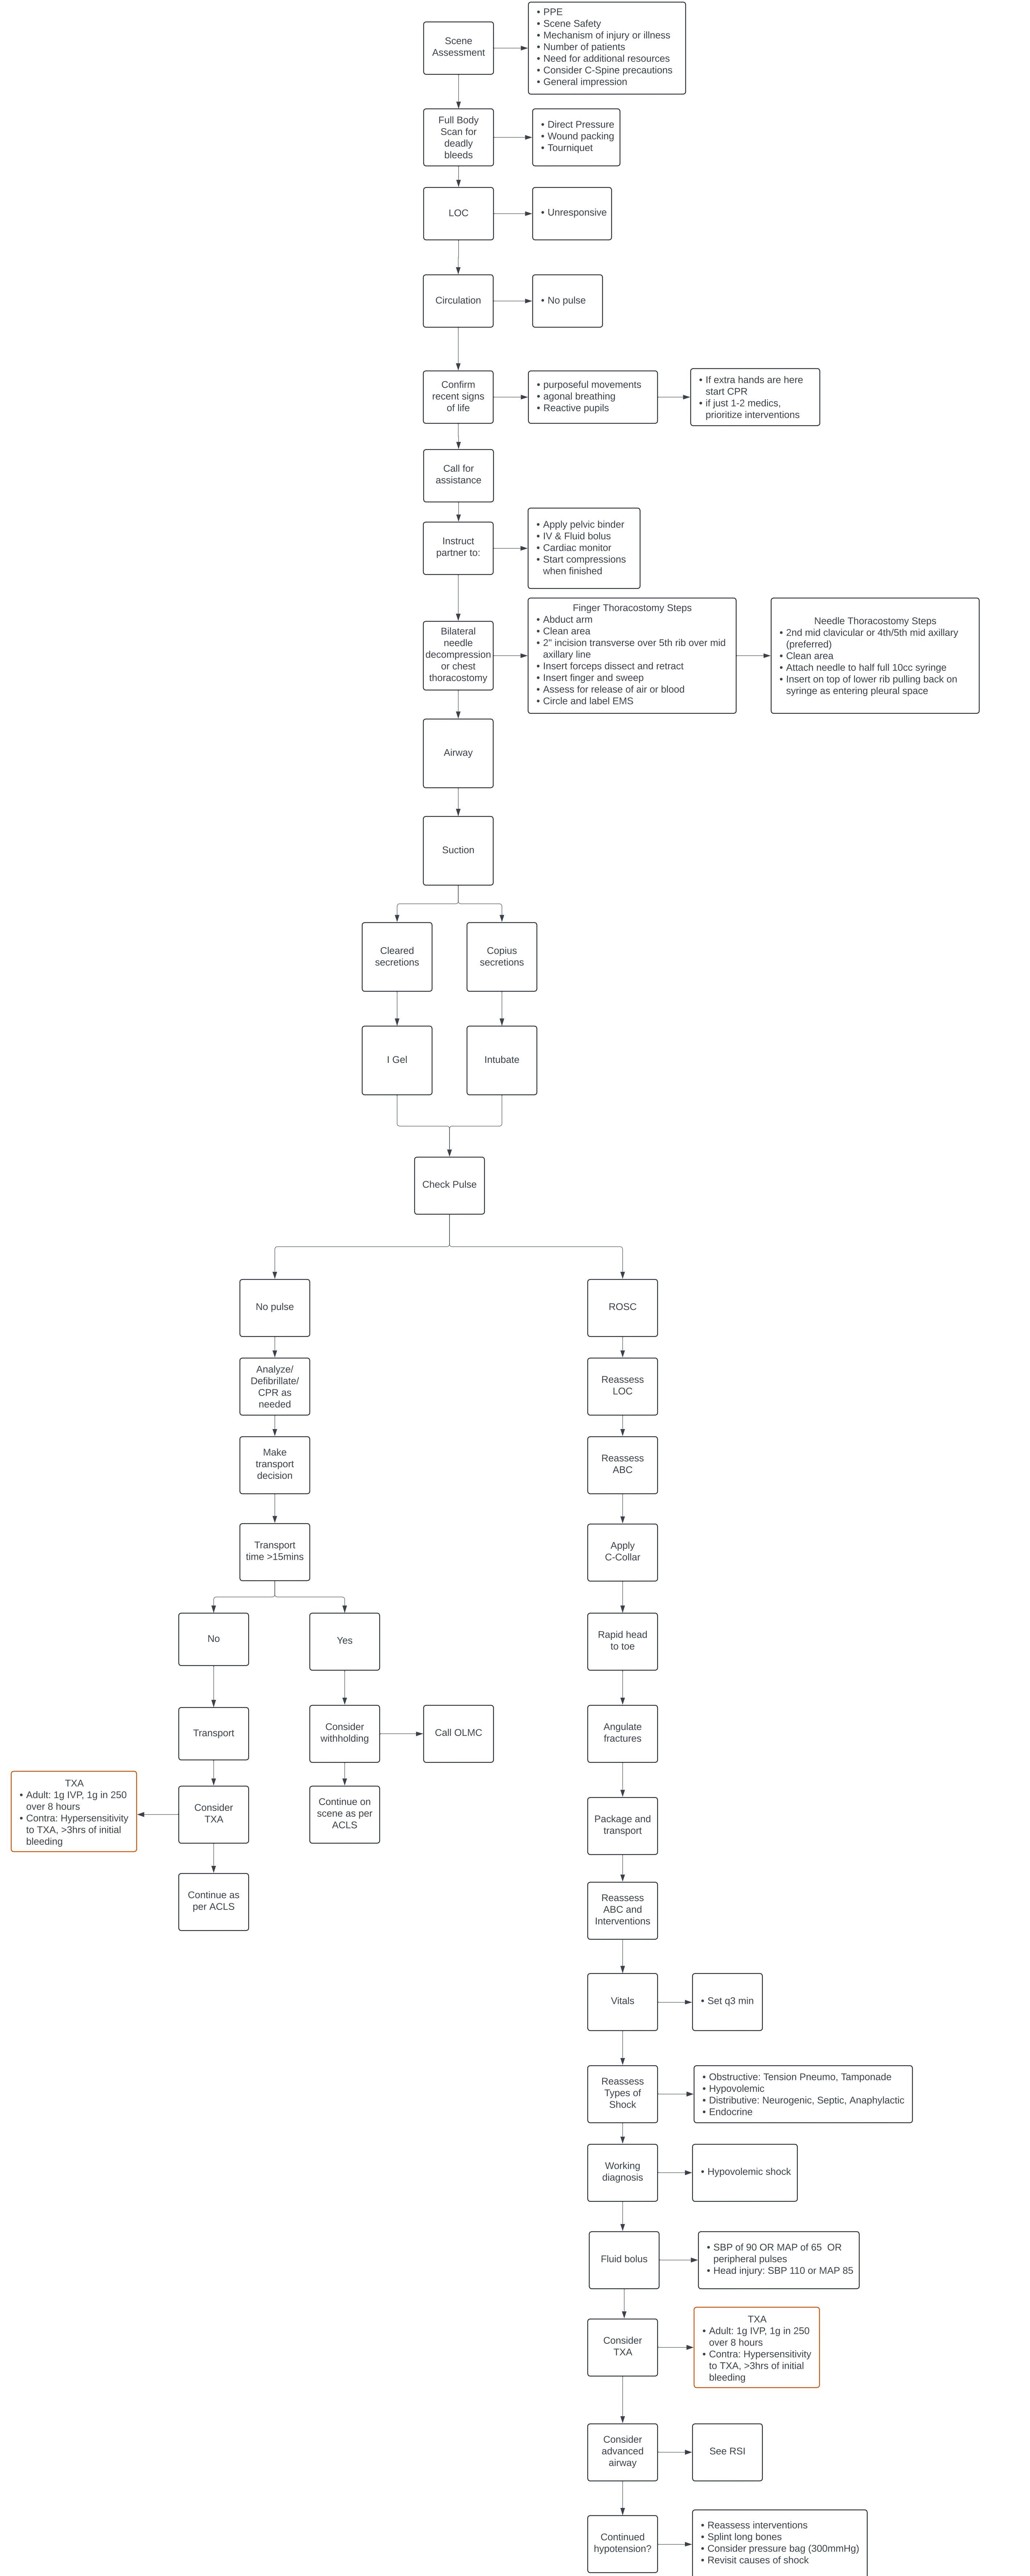 Scene
Assessment
• PPE
• Scene Safety
• Mechanism of injury or illness
• Number of patients
• Need for additional resources
• Consider C-Spine precautions
• General impression
Full Body
Scan for
deadly
bleeds
• Direct Pressure
• Wound packing
• Tourniquet
LOC
• Unresponsive
Circulation
• No pulse
Confirm
recent signs
of life
• purposeful movements
• agonal breathing
• Reactive pupils
• If extra hands are here
start CPR
• if just 1-2 medics,
prioritize interventions
Call for
assistance
Instruct
partner to:
• Apply pelvic binder
• IV & Fluid bolus
• Cardiac monitor
• Start compressions
when finished
Bilateral
needle
decompression
or chest
thoracostomy
Finger Thoracostomy Steps
• Abduct arm
• Clean area
• 2" incision transverse over 5th rib over mid
axillary line
• Insert forceps dissect and retract
• Insert finger and sweep
• Assess for release of air or blood
• Circle and label EMS
Needle Thoracostomy Steps
• 2nd mid clavicular or 4th/5th mid axillary
(preferred)
• Clean area
• Attach needle to half full 10cc syringe
• Insert on top of lower rib pulling back on
syringe as entering pleural space
Airway
Suction
Cleared
secretions
Copius
secretions
I Gel
Intubate
Check Pulse
No pulse
Analyze/
Defibrillate/
CPR as
needed
Make
transport
decision
Transport
time >15mins
No
Yes
Transport
Consider
withholding
Call OLMC
TXA
• Adult: 1g IVP, 1g in 250
over 8 hours
• Contra: Hypersensitivity
to TXA, >3hrs of initial
bleeding
Consider
TXA
Continue on
scene as per
ACLS
Continue as
per ACLS
ROSC
Reassess
LOC
Reassess
ABC
Apply
C-Collar
Rapid head
to toe
Angulate
fractures
Package and
transport
Reassess
ABC and
Interventions
Vitals
• Set q3 min
Reassess
Types of
Shock
• Obstructive: Tension Pneumo, Tamponade
• Hypovolemic
• Distributive: Neurogenic, Septic, Anaphylactic
• Endocrine
Working
diagnosis
• Hypovolemic shock
Fluid bolus
• SBP of 90 OR MAP of 65 OR
peripheral pulses
• Head injury: SBP 110 or MAP 85
Consider
TXA
TXA
• Adult: 1g IVP, 1g in 250
over 8 hours
• Contra: Hypersensitivity
to TXA, >3hrs of initial
bleeding
Consider
advanced
airway
See RSI
Continued
hypotension?
• Reassess interventions
• Splint long bones
• Consider pressure bag (300mmHg)
• Revisit causes of shock